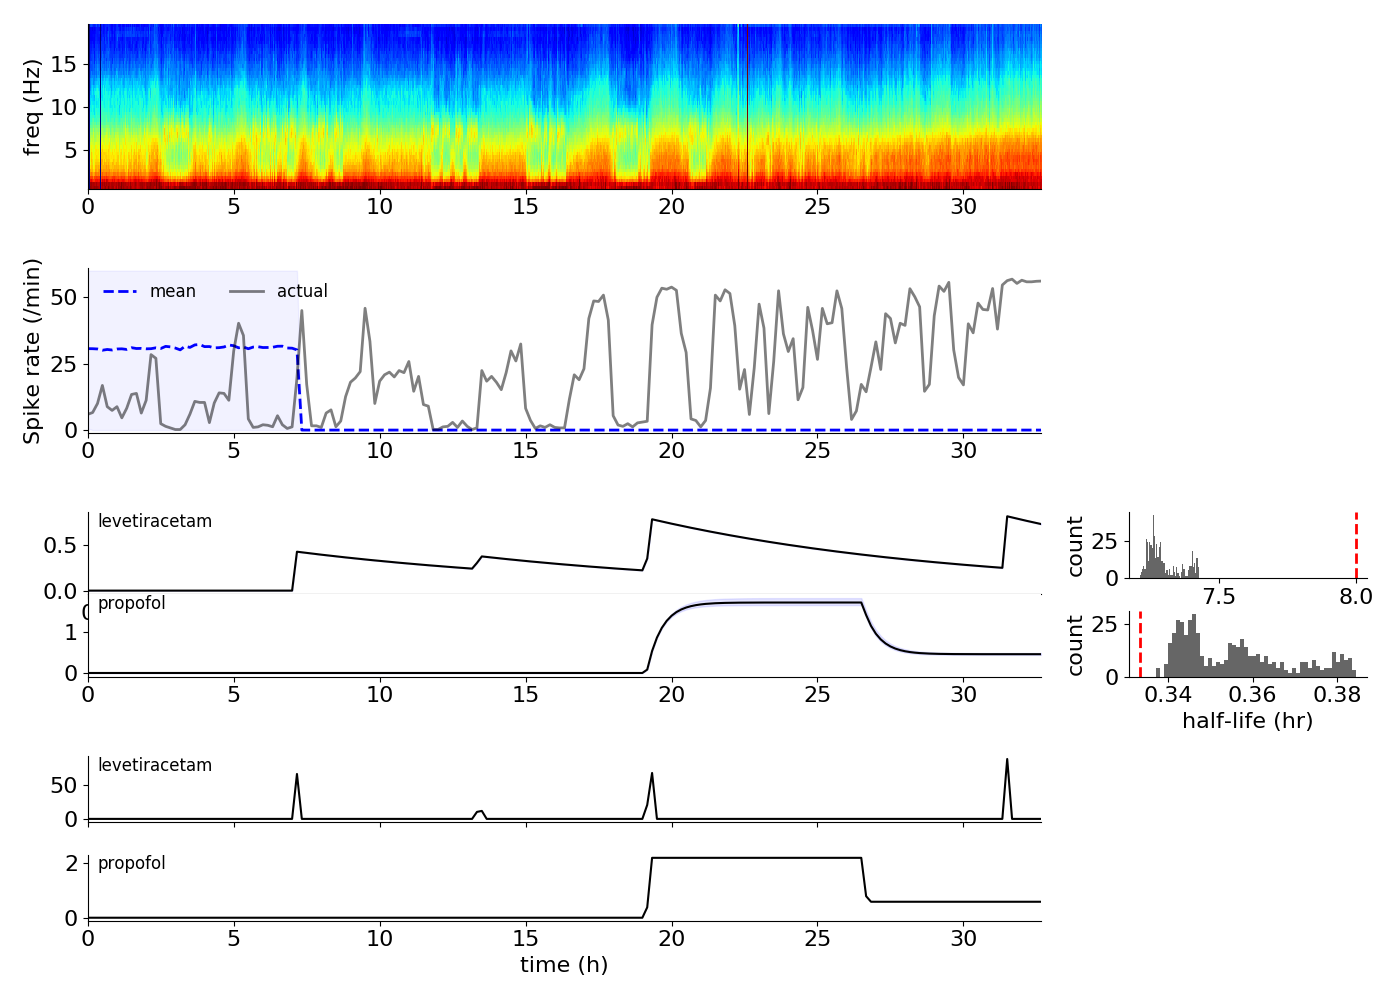 freq (Hz)
15
10
5
0 5 10 15 20 25 30
Spike rate (/min)
50
25
0
mean
actual
0 5 10 15 20 25 30
levetiracetam
0.5
0.0
0
propofol
1
0
0 5 10 15 20 25 30
count
25
0
7.5 8.0
count
25
0
0.34 0.36 0.38
half-life (hr)
levetiracetam
50
0
propofol
2
0
0 5 10 15 20 25 30
time (h)